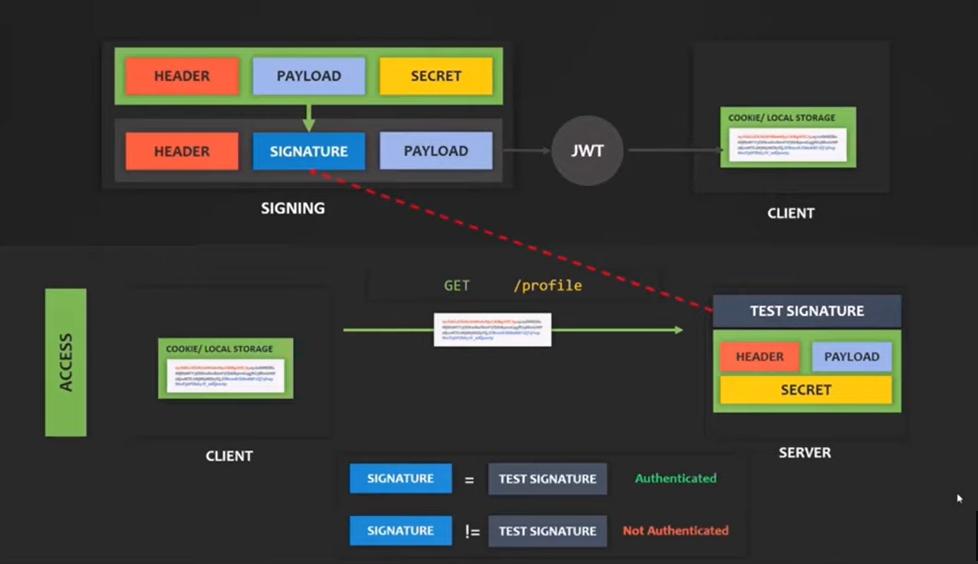 HEADER PAYLOAD SECRET
HEADER SIGNATURE PAYLOAD
JWT
COOKIE/ LOCAL STORAGE
SIGNING
CLIENT
GET /profile
ACCESS
COOKIE/ LOCAL STORAGE
CLIENT
TEST SIGNATURE
HEADER PAYLOAD
SECRET
SERVER
SIGNATURE = TEST SIGNATURE Authenticated
SIGNATURE != TEST SIGNATURE Not Authenticated